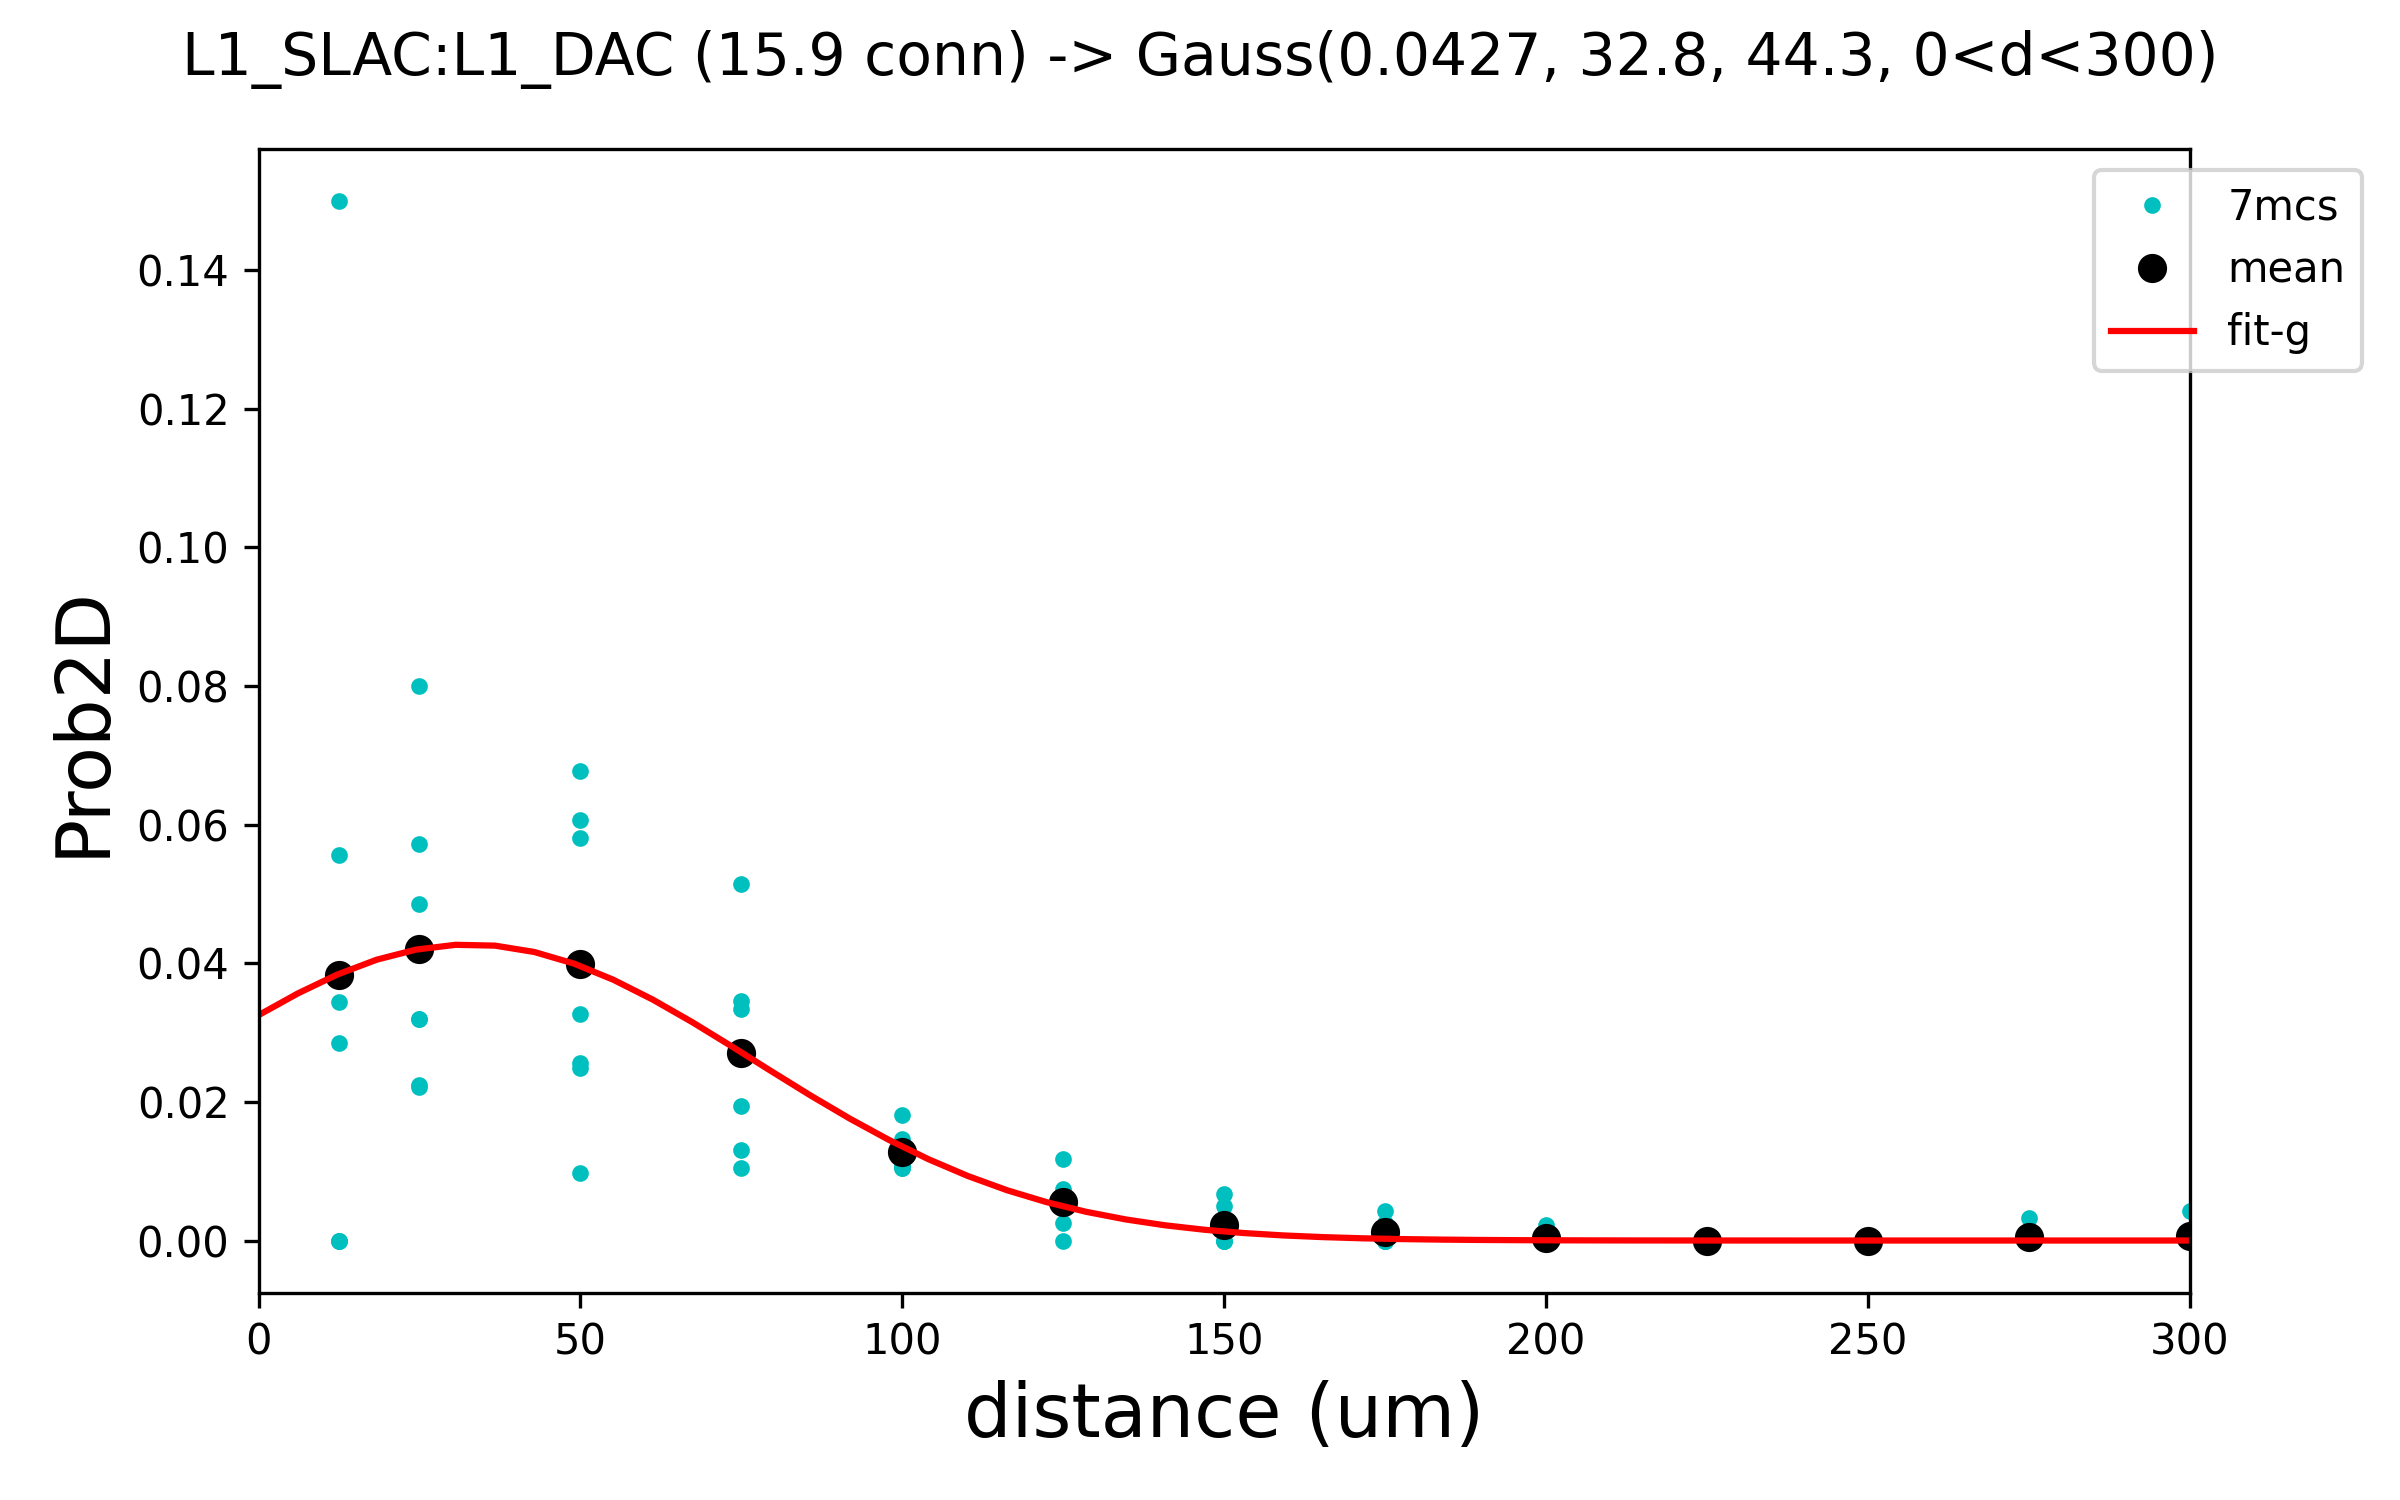 L1_SLAC:L1_DAC (15.9 conn) -> Gauss(0.0427, 32.8, 44.3, 0<d<300)
7mcs
mean
fit-g
0.14
0.12
0.10
0.08
0.06
0.04
0.02
0.00
Prob2D
0 50 100 150 200 250 300
distance (um)